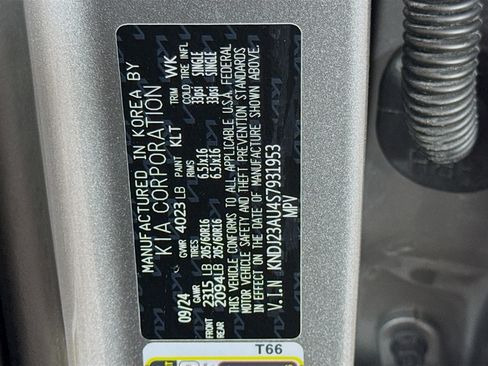 MANUFACTURED IN KOREA BY
KIA CORPORATION
09/24 GVWR 4023 LB PAINT KLT TRIM WK
GAWR TIRES RIMS COLD TIRE INFL
FRONT 2315 LB 205/60R16 6.5Jx16 33psi SINGLE
REAR 2094 LB 205/60R16 6.5Jx16 33psi SINGLE
THIS VEHICLE CONFORMS TO ALL APPLICABLE U.S.A. FEDERAL
MOTOR VEHICLE SAFETY AND THEFT PREVENTION STANDARDS
IN EFFECT ON THE DATE OF MANUFACTURE SHOWN ABOVE.
V.I.N KNDJ23AU4S7931953
MPV
T66